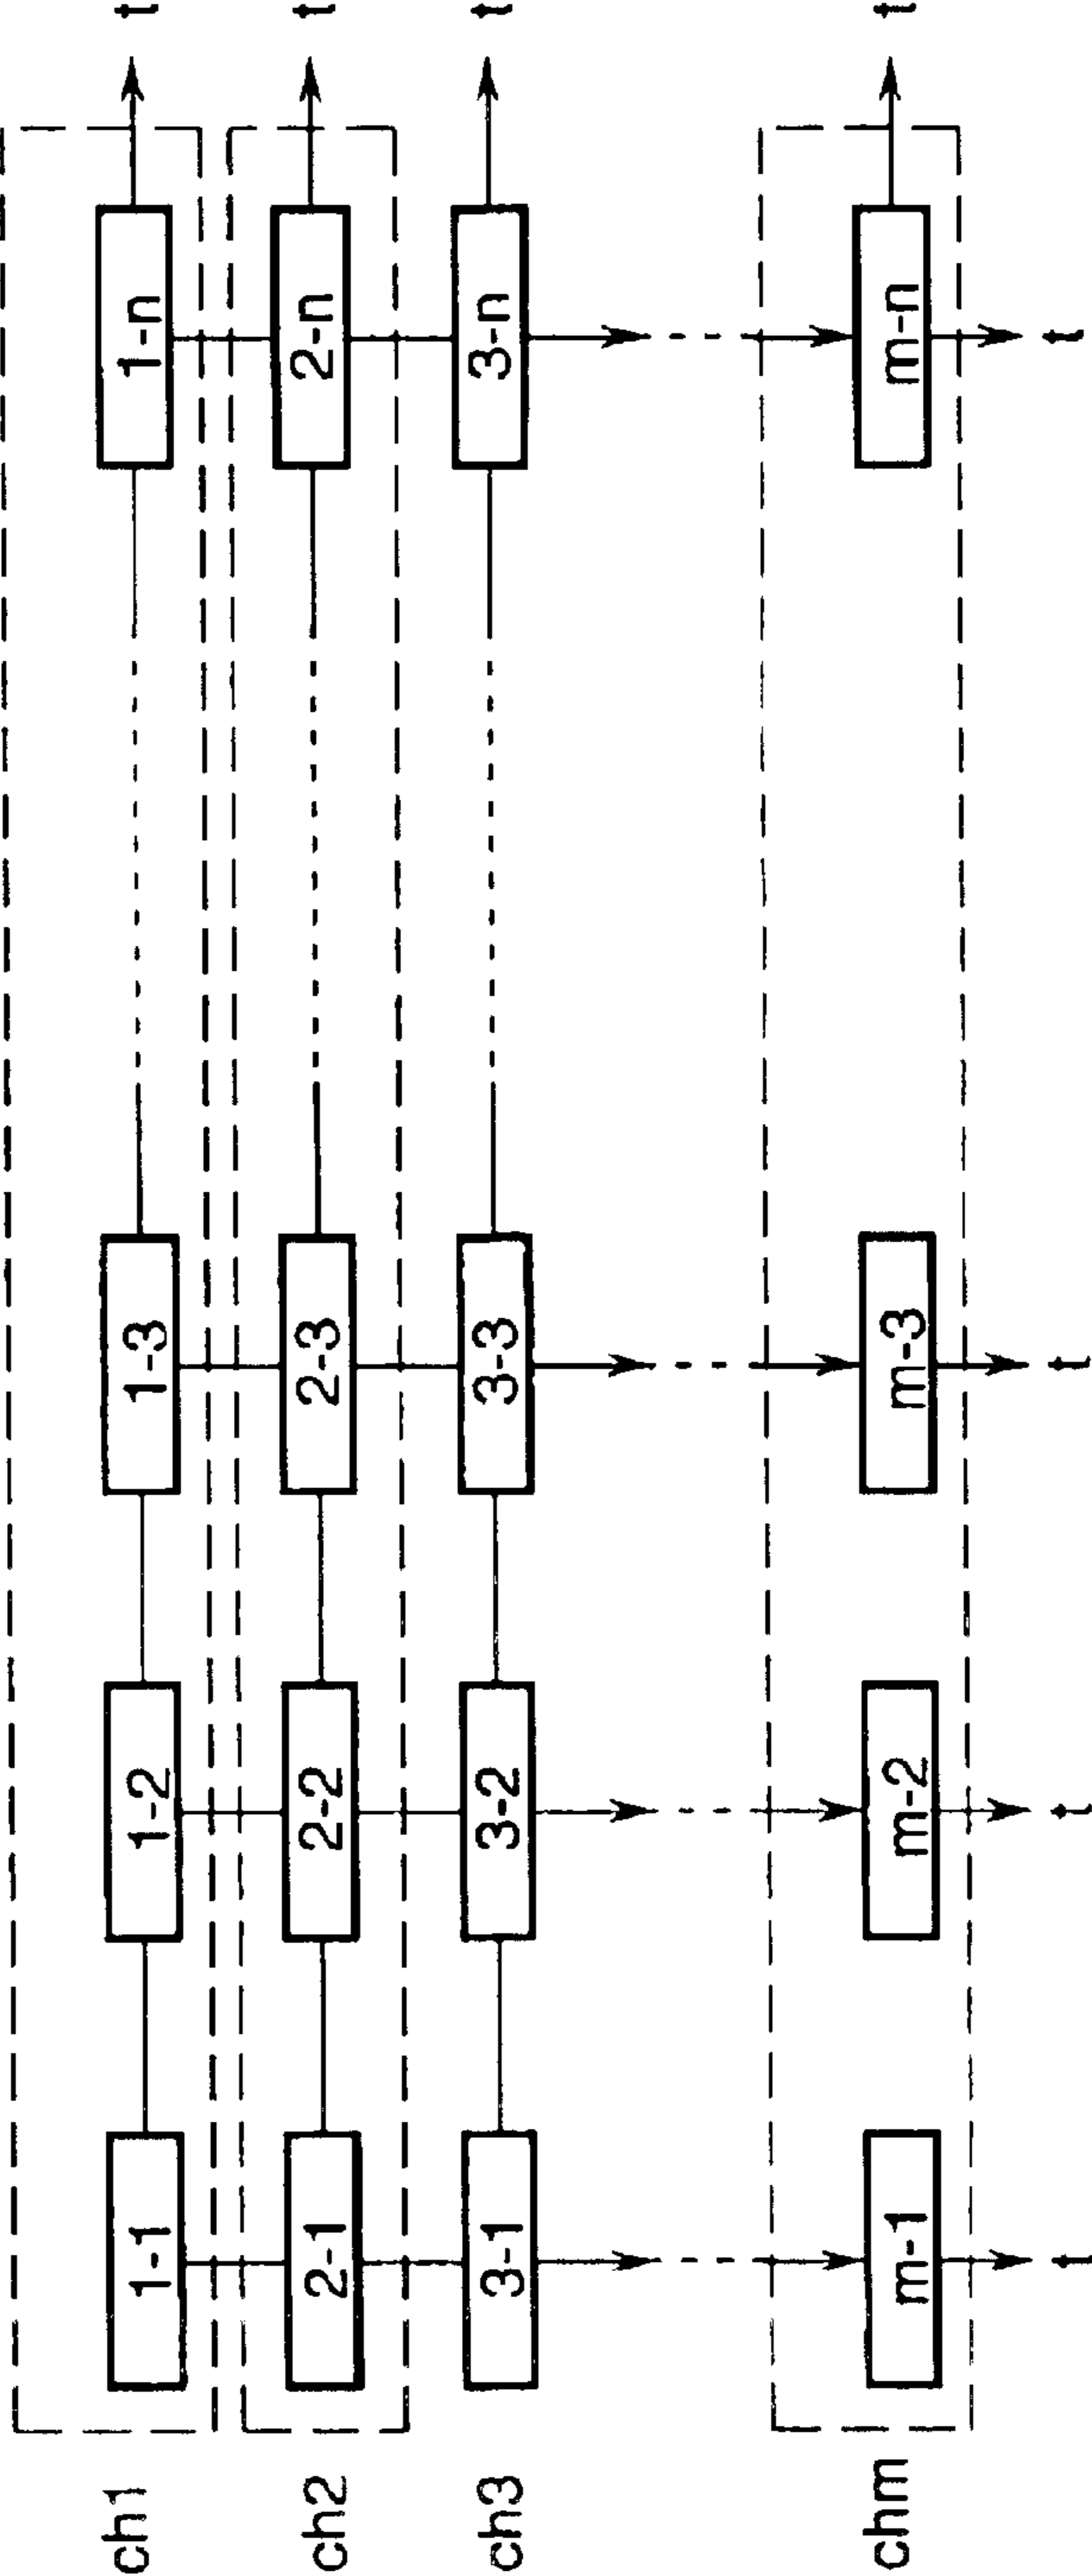 ch1 1-1 1-2 1-3 1-n t
ch2 2-1 2-2 2-3 2-n t
ch3 3-1 3-2 3-3 3-n t
chm m-1 m-2 m-3 m-n t
t t t t